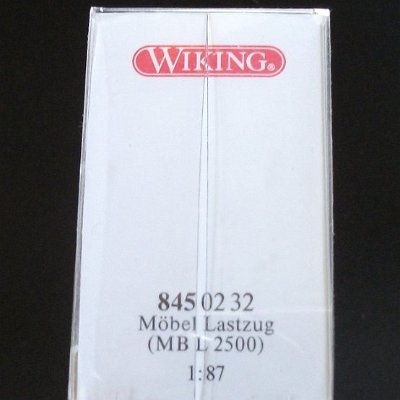 WIKING®
845 02 32
Möbel Lastzug
(MB L 2500)
1:87